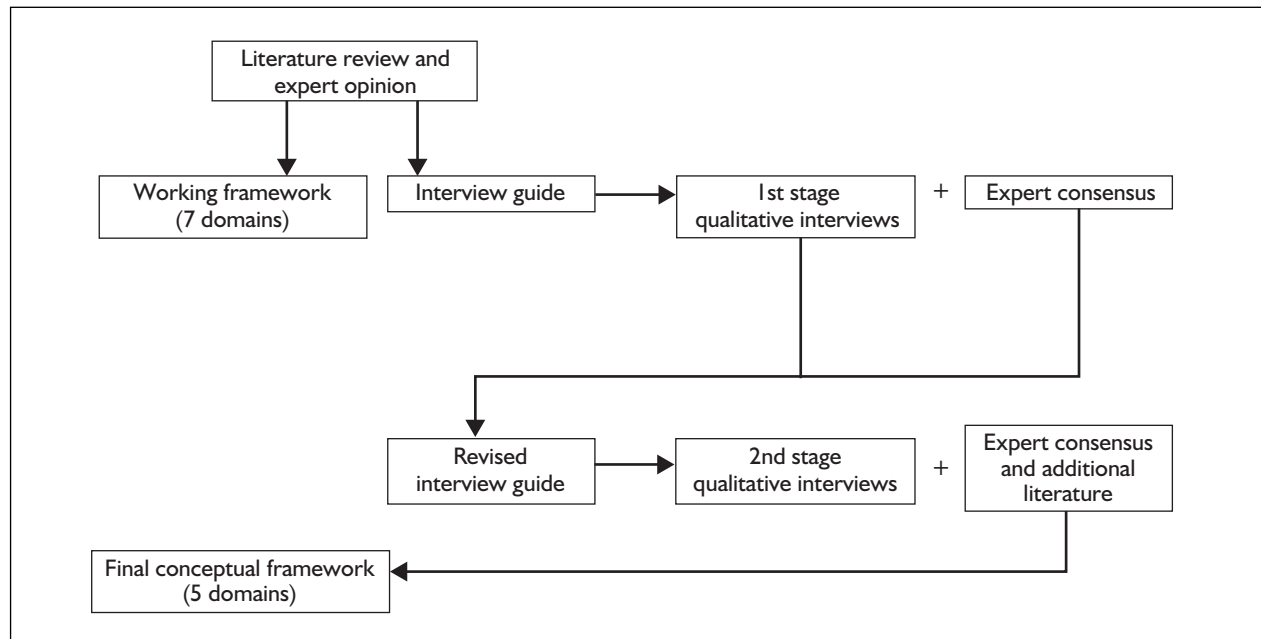 Literature review and
expert opinion
Working framework
(7 domains)
Interview guide
1st stage
qualitative interviews
+
Expert consensus
Revised
interview guide
2nd stage
qualitative interviews
+
Expert consensus
and additional
literature
Final conceptual framework
(5 domains)